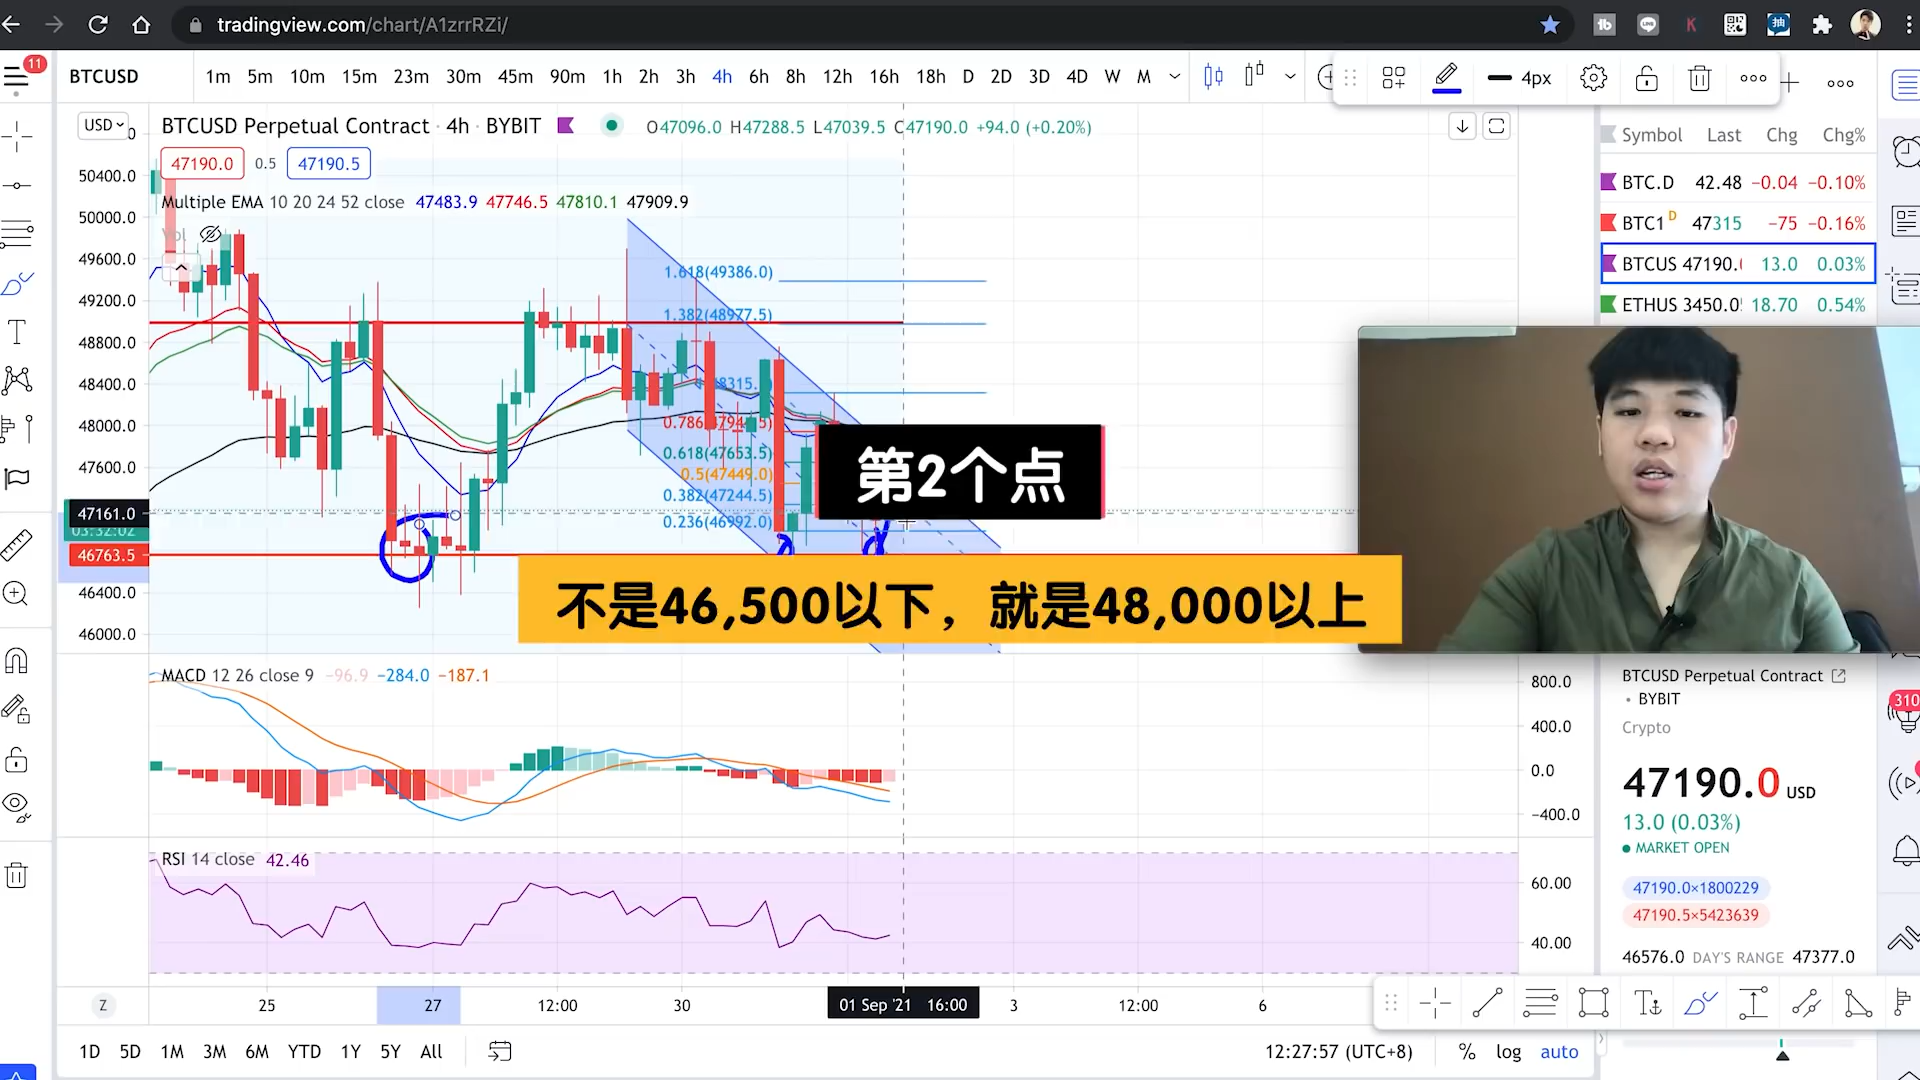 tradingview.com/chart/A1zrrRZi/
11
BTCUSD 1m 5m 10m 15m 23m 30m 45m 90m 1h 2h 3h 4h 6h 8h 12h 16h 18h D 2D 3D 4D W M 4px
USD
BTCUSD Perpetual Contract · 4h · BYBIT O47096.0 H47288.5 L47039.5 C47190.0 +94.0 (+0.20%)
47190.0 0.5 47190.5
Multiple EMA 10 20 24 52 close 47483.9 47746.5 47810.1 47909.9
Vol
50400.0
50000.0
49600.0
49200.0
48800.0
48400.0
48000.0
47600.0
47161.0
03:32:02
46763.5
46400.0
46000.0
1.618(49386.0)
1.382(48977.5)
0.618(47653.5)
0.5(47449.0)
0.382(47244.5)
0.236(46992.0)
第2个点
不是46,500以下，就是48,000以上
Symbol Last Chg Chg%
BTC.D 42.48 −0.04 −0.10%
BTC1 D 47315 −75 −0.16%
BTCUS 47190. 13.0 0.03%
ETHUS 3450.0 18.70 0.54%
MACD 12 26 close 9 −96.9 −284.0 −187.1
800.0
400.0
0.0
−400.0
RSI 14 close 42.46
60.00
40.00
BTCUSD Perpetual Contract
• BYBIT
Crypto
310
47190.0 USD
13.0 (0.03%)
MARKET OPEN
47190.0×1800229
47190.5×5423639
46576.0 DAY'S RANGE 47377.0
Z 25 27 12:00 30 01 Sep '21 16:00 3 12:00 6
1D 5D 1M 3M 6M YTD 1Y 5Y All 12:27:57 (UTC+8) % log auto